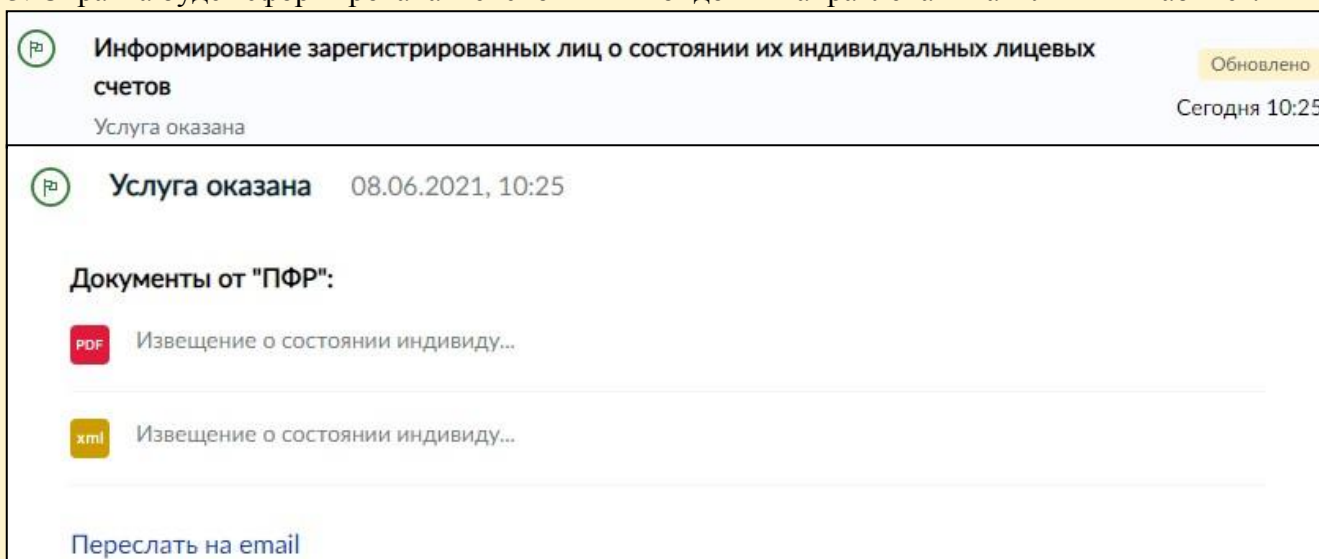 Информирование зарегистрированных лиц о состоянии их индивидуальных лицевых
счетов
Обновлено
Услуга оказана
Сегодня 10:25
Услуга оказана 08.06.2021, 10:25
Документы от "ПФР":
PDF Извещение о состоянии индивиду...
xml Извещение о состоянии индивиду...
Переслать на email